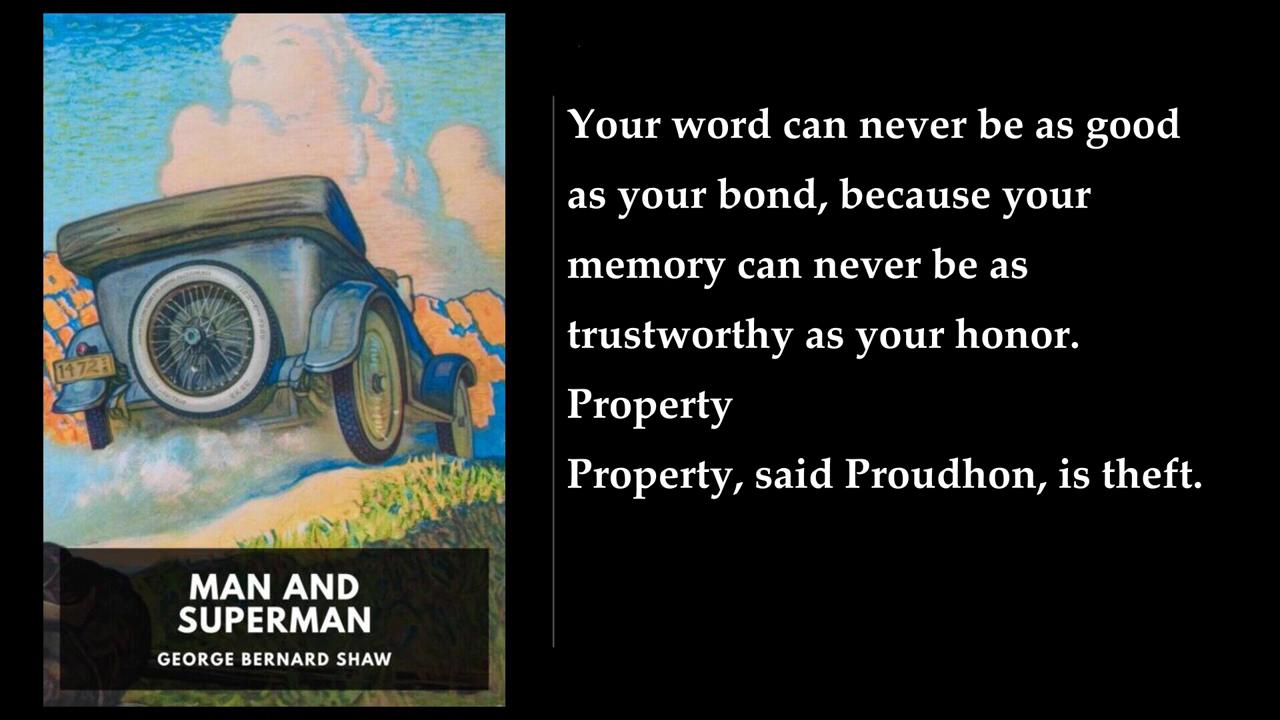 Your word can never be as good
as your bond, because your
memory can never be as
trustworthy as your honor.
Property
Property, said Proudhon, is theft.
1472
MAN AND
SUPERMAN
GEORGE BERNARD SHAW